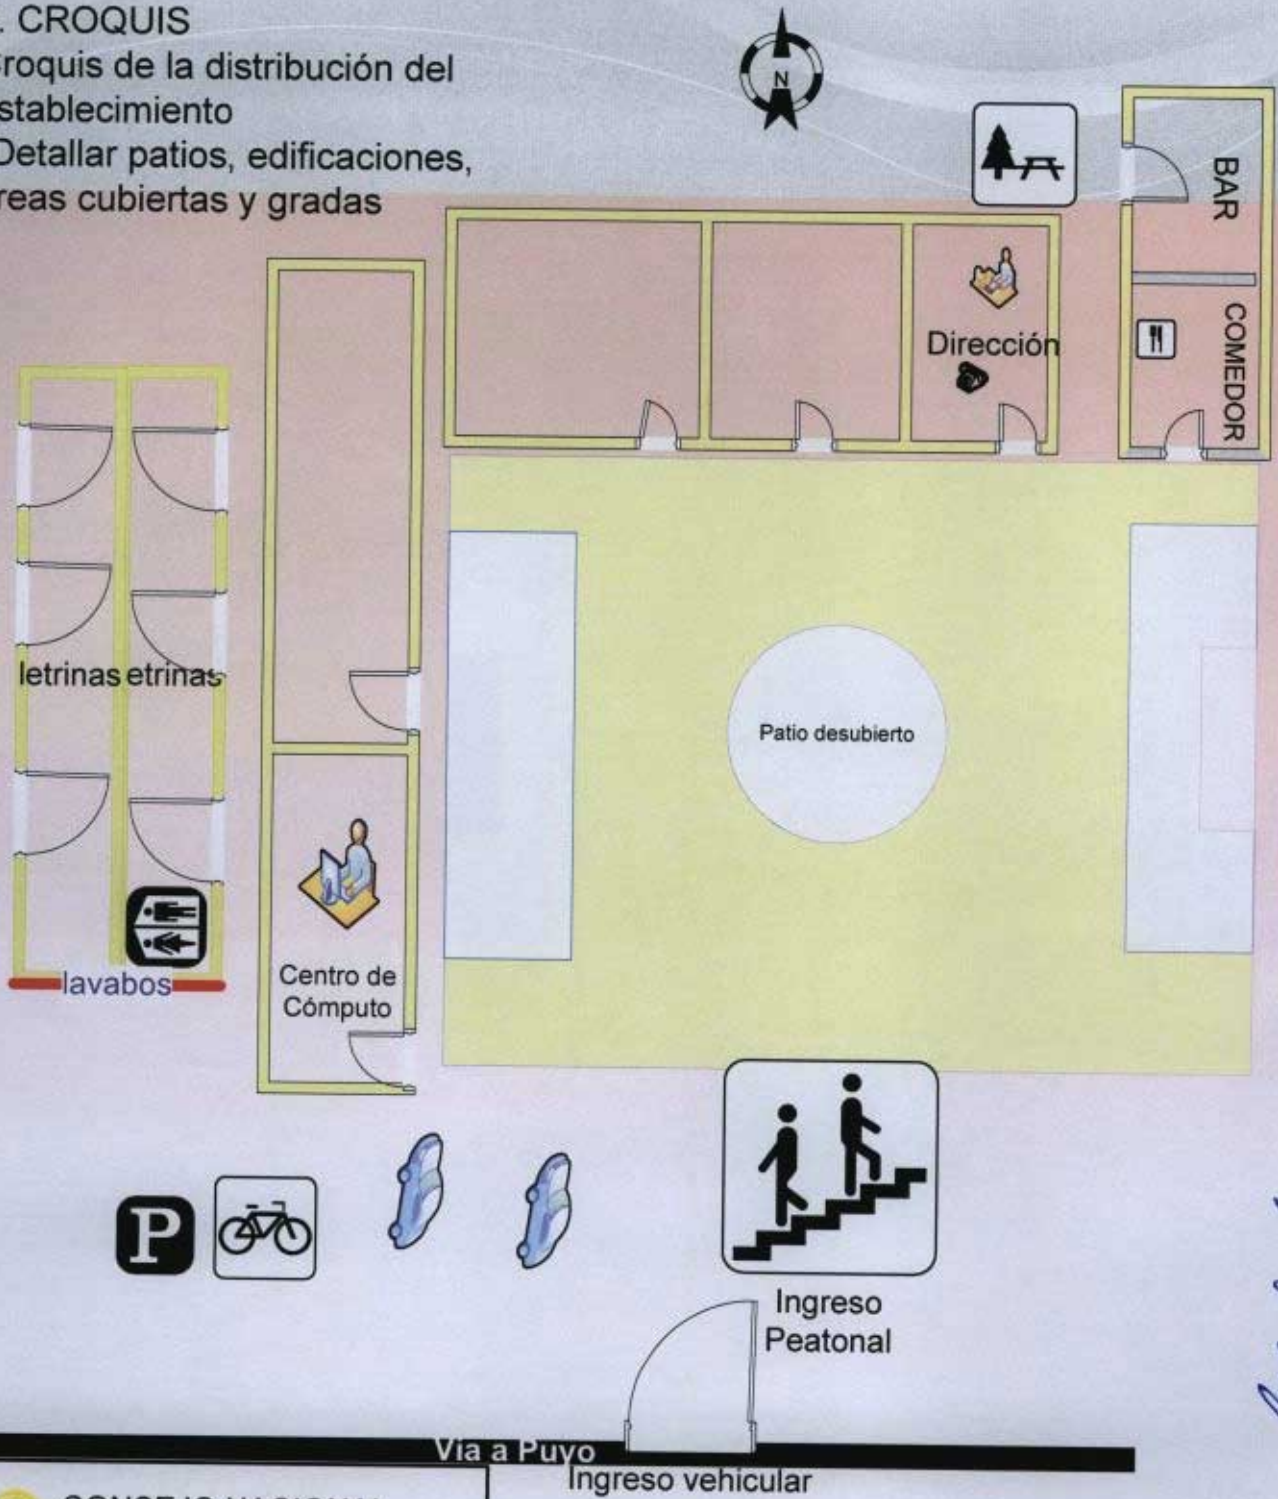 . CROQUIS
roquis de la distribución del
stablecimiento
Detallar patios, edificaciones,
reas cubiertas y gradas
N
BAR
COMEDOR
Dirección
letrinas etrinas
Patio desubierto
Centro de
Cómputo
lavabos
P
Ingreso
Peatonal
Via a Puyo
Ingreso vehicular